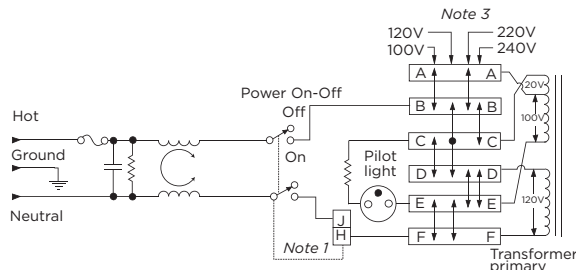 Note 3
120V 220V
100V 240V
A A
20V
Power On-Off
Off
B B
100V
Hot
C C
Ground
On
Pilot
light
D D
120V
E E
Neutral
J
H
Note 1
F F
Transformer
primary